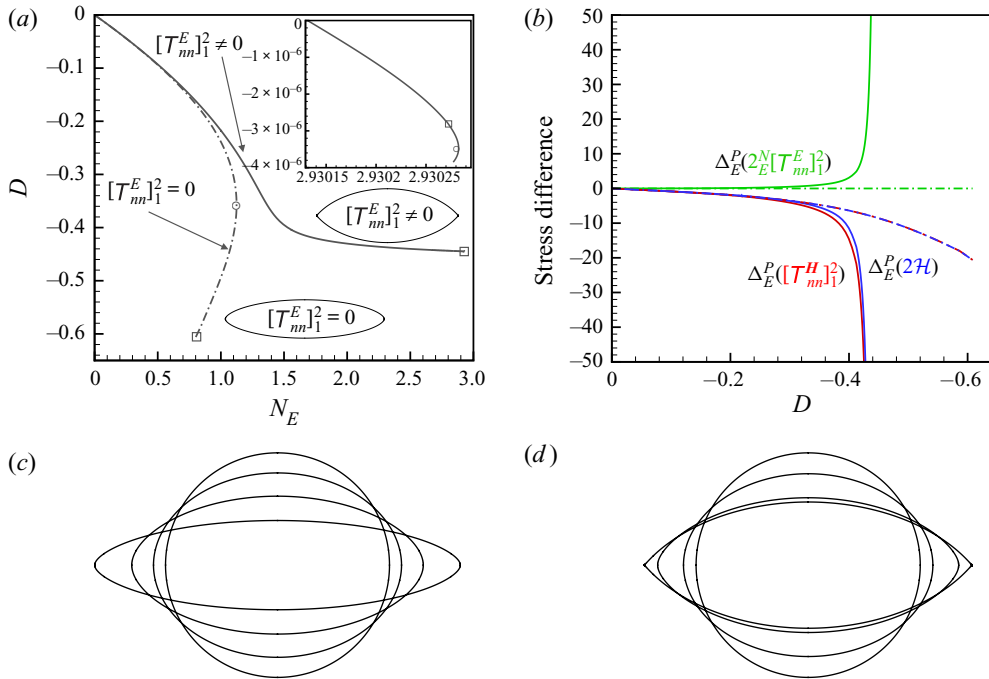 (a)
0
−0.1
−0.2
−0.3
−0.4
−0.5
−0.6
D
0
0.5
1.0
1.5
2.0
2.5
3.0
N_E
[T^E_nn]^2_1 ≠ 0
[T^E_nn]^2_1 = 0
[T^E_nn]^2_1 ≠ 0
[T^E_nn]^2_1 = 0
0
−1 × 10^−6
−2 × 10^−6
−3 × 10^−6
−4 × 10^−6
2.93015
2.9302
2.93025
(b)
50
40
30
20
10
0
−10
−20
−30
−40
−50
Stress difference
0
−0.2
−0.4
−0.6
D
Δ^P_E(2^N_E[T^E_nn]^2_1)
Δ^P_E([T^H_nn]^2_1)
Δ^P_E(2H)
(c)
(d)